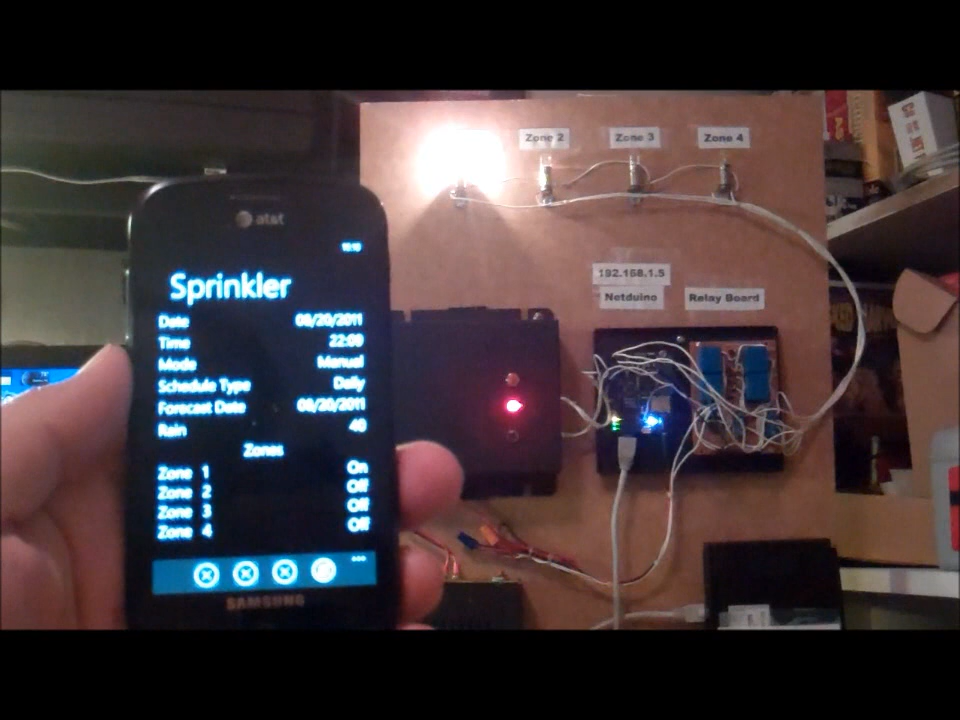 at&t
Sprinkler
Date 08/20/2011
Time 22:09
Mode Manual
Schedule Type Daily
Forecast Date 08/20/2011
Rain 40
Zones
Zone 1 On
Zone 2 Off
Zone 3 Off
Zone 4 Off
SAMSUNG
Zone 2
Zone 3
Zone 4
192.168.1.5
Netduino
Relay Board